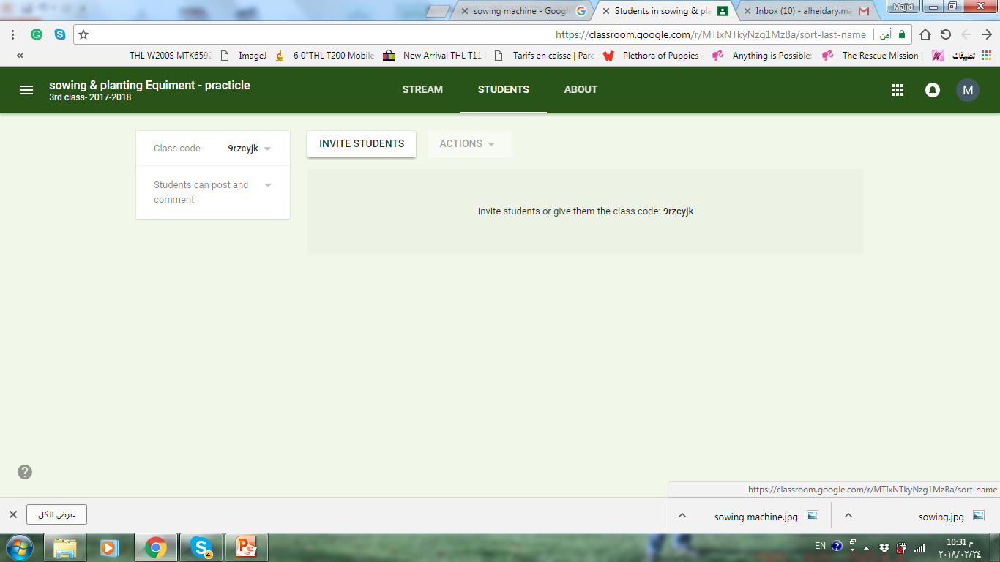 sowing machine - Googl
Students in sowing & pla
Inbox (10) - alheidary.ma
Majid
https://classroom.google.com/r/MTIxNTkyNzg1MzBa/sort-last-name
آمن
«
THL W200S MTK6592
ImageJ
6 0"THL T200 Mobile
New Arrival THL T11
Tarifs en caisse | Parc
Plethora of Puppies -
Anything is Possible:
The Rescue Mission |
تطبيقات
sowing & planting Equiment - practicle
3rd class- 2017-2018
STREAM
STUDENTS
ABOUT
M
Class code 9rzcyjk
Students can post and
comment
INVITE STUDENTS
ACTIONS
Invite students or give them the class code: 9rzcyjk
?
https://classroom.google.com/r/MTIxNTkyNzg1MzBa/sort-name
عرض الكل
sowing machine.jpg
sowing.jpg
4
EN
?
10:31 م
٢٠١٨/٠٢/٢٤